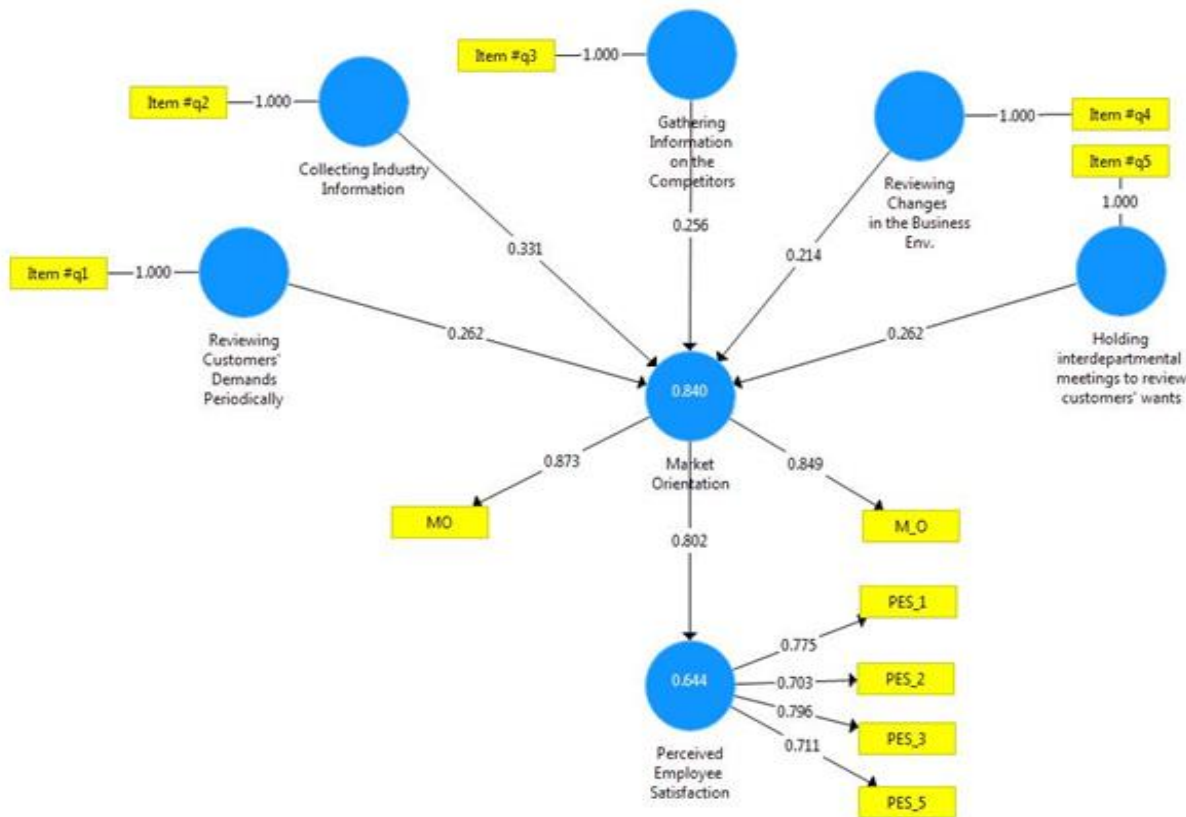 Item #q3
1.000
Item #q2
1.000
Gathering
Information
on the
Competitors
1.000
Item #q4
Item #q5
Collecting Industry
Information
Reviewing
Changes
in the Business
Env.
1.000
0.256
0.331
0.214
Item #q1
1.000
0.262
0.262
Reviewing
Customers'
Demands
Periodically
Holding
interdepartmental
meetings to review
customers' wants
0.840
Market
Orientation
0.873
0.849
MO
M_O
0.802
PES_1
0.775
0.644
0.703
PES_2
0.796
PES_3
0.711
PES_5
Perceived
Employee
Satisfaction